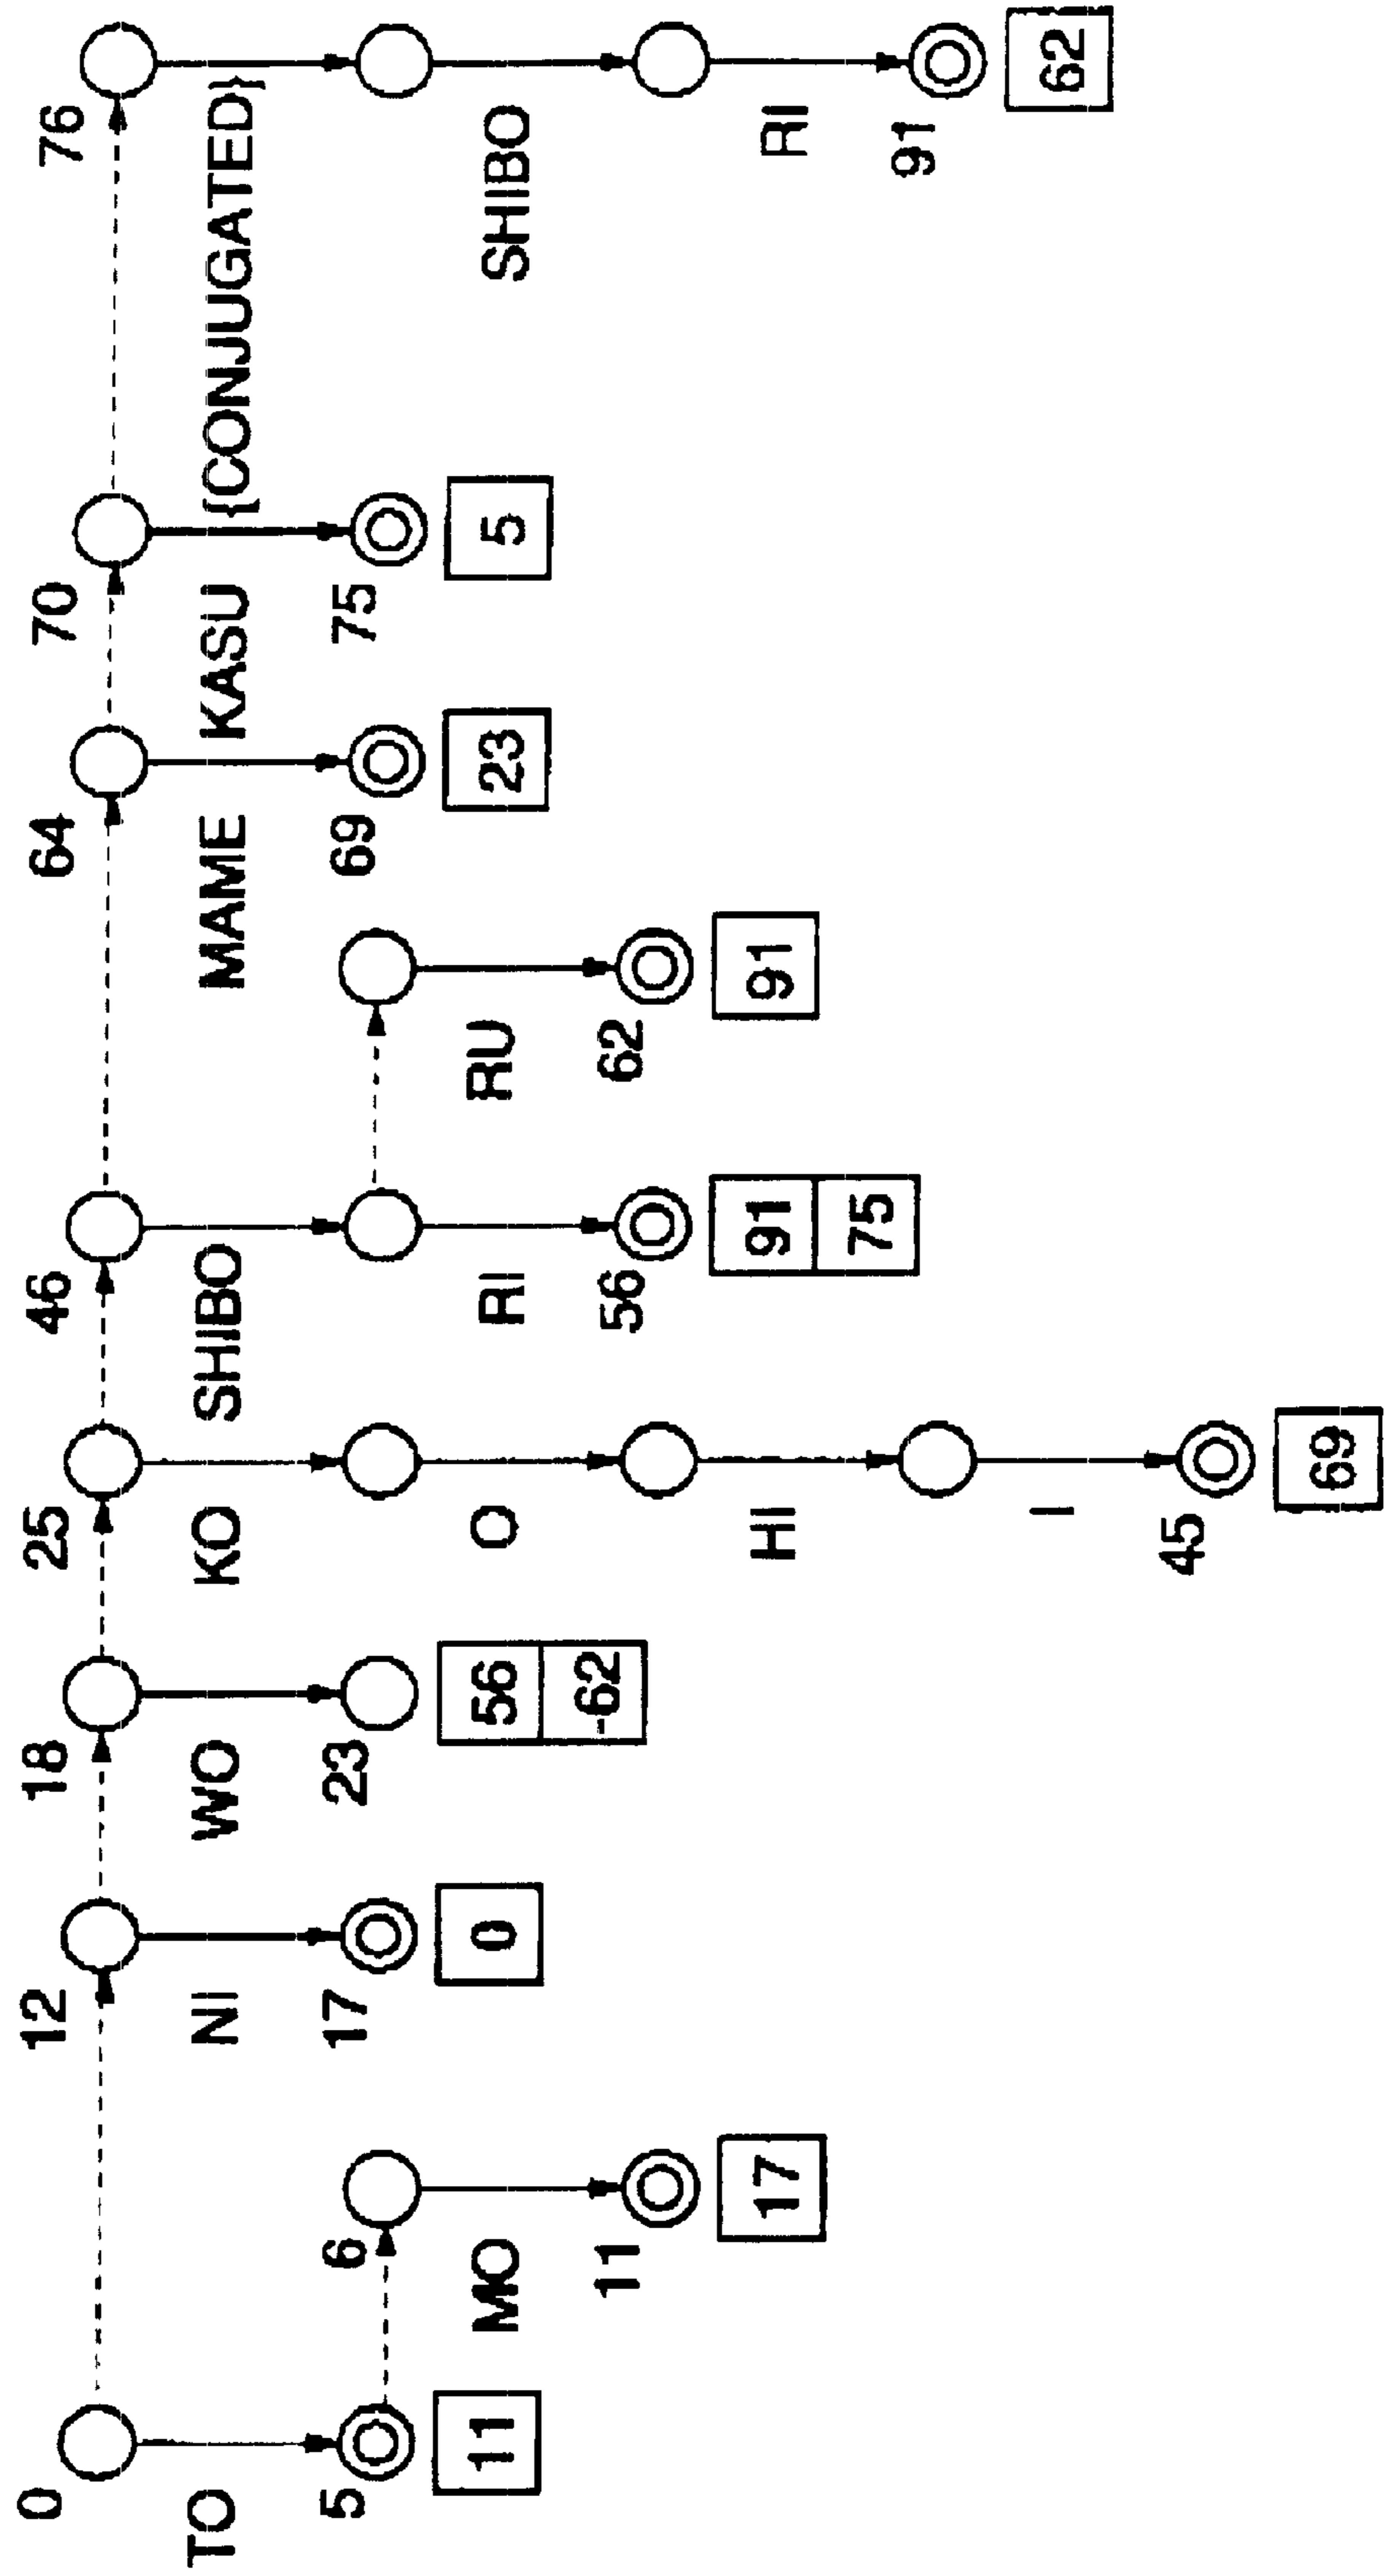 0 12 18 25 46 64 70 76
TO NI WO KO SHIBO MAME KASU {CONJUGATED}
5 6 17 23 45 69 75
11 0 56 23 5
-62
MO O RI RU SHIBO
11 56 62
17 91 91
75
HI RI
91
62
I
69